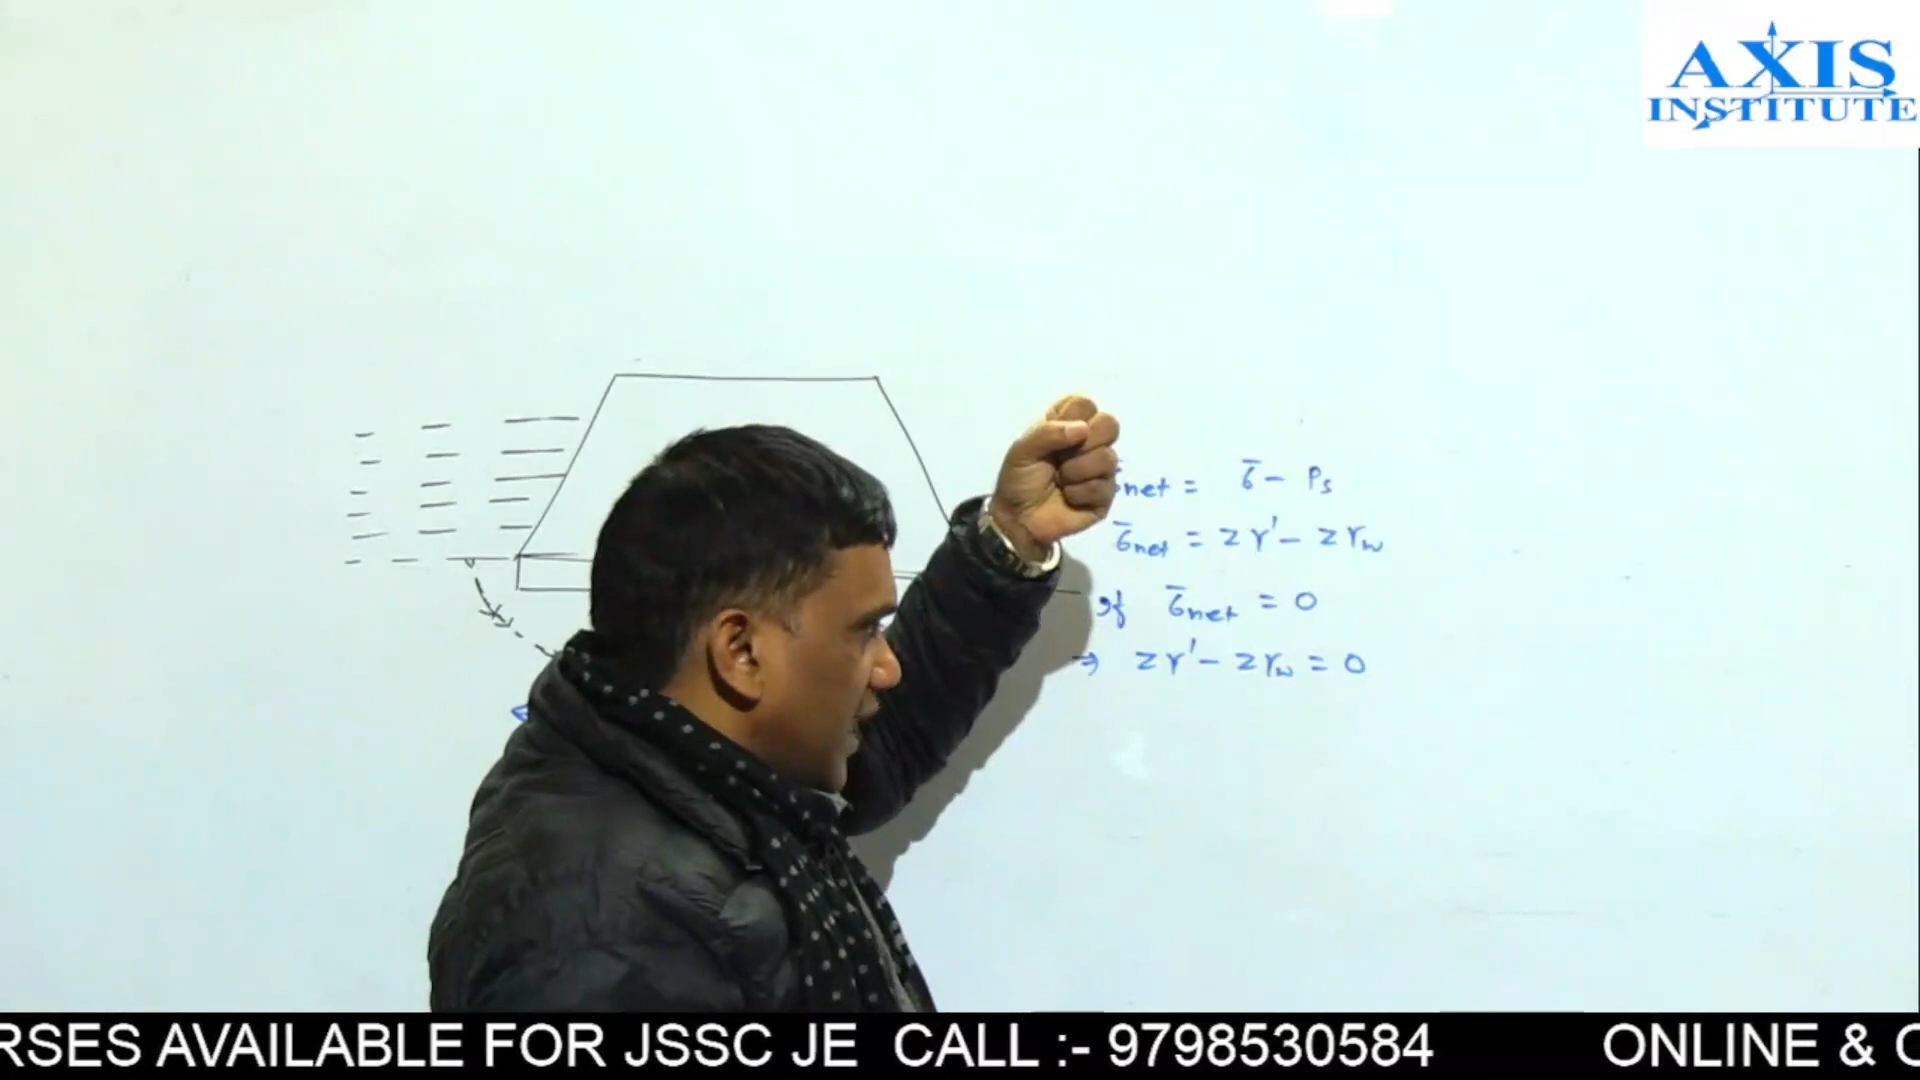 AXIS
INSTITUTE
σ̄net = σ̄ - Ps
σ̄net = zγ' - zγw
If σ̄net = 0
⇒ zγ' - zγw = 0
RSES AVAILABLE FOR JSSC JE CALL :- 9798530584 ONLINE &